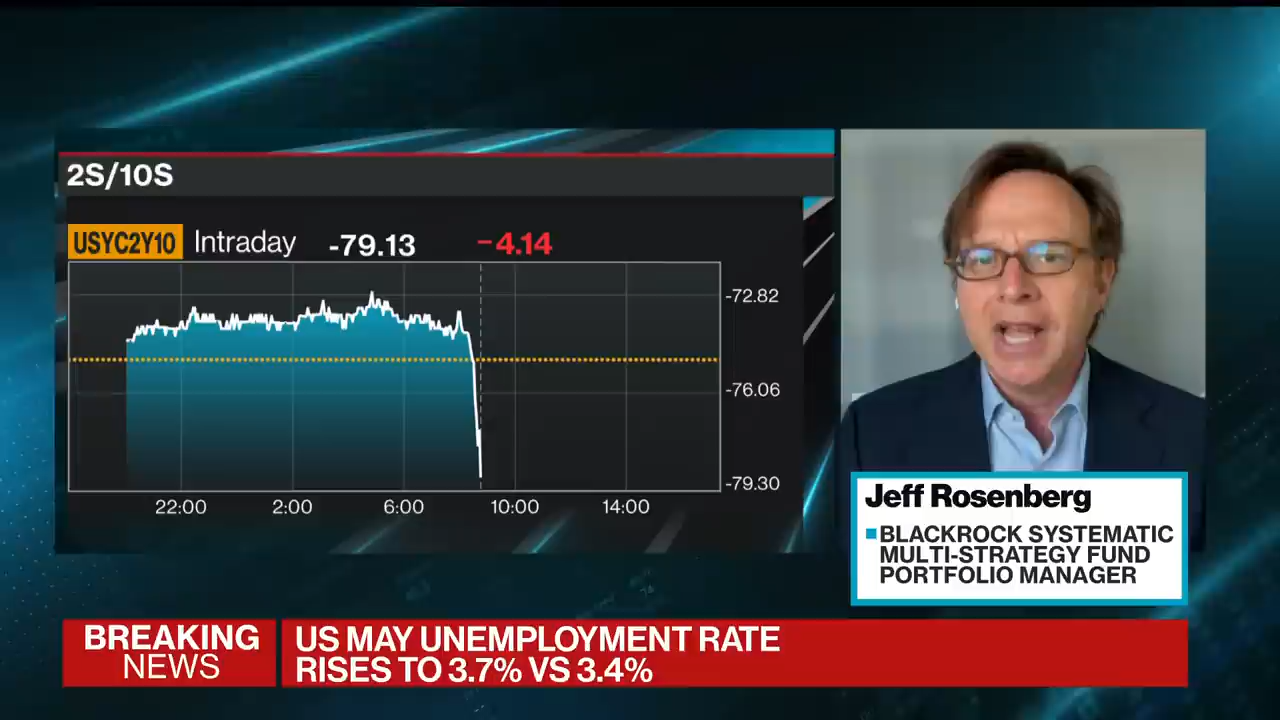 2S/10S
USYC2Y10 Intraday -79.13 -4.14
-72.82
-76.06
-79.30
22:00 2:00 6:00 10:00 14:00
Jeff Rosenberg
BLACKROCK SYSTEMATIC
MULTI-STRATEGY FUND
PORTFOLIO MANAGER
BREAKING
NEWS
US MAY UNEMPLOYMENT RATE
RISES TO 3.7% VS 3.4%